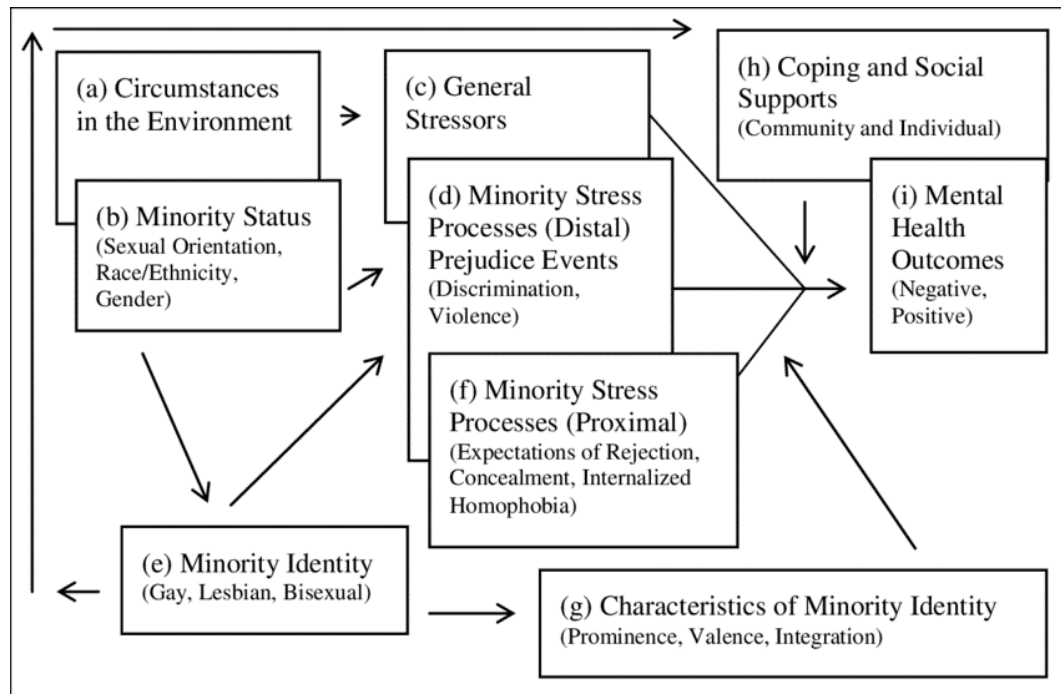 (a) Circumstances
in the Environment
(b) Minority Status
(Sexual Orientation,
Race/Ethnicity,
Gender)
(c) General
Stressors
(d) Minority Stress
Processes (Distal)
Prejudice Events
(Discrimination,
Violence)
(e) Minority Identity
(Gay, Lesbian, Bisexual)
(f) Minority Stress
Processes (Proximal)
(Expectations of Rejection,
Concealment, Internalized
Homophobia)
(g) Characteristics of Minority Identity
(Prominence, Valence, Integration)
(h) Coping and Social
Supports
(Community and Individual)
(i) Mental
Health
Outcomes
(Negative,
Positive)